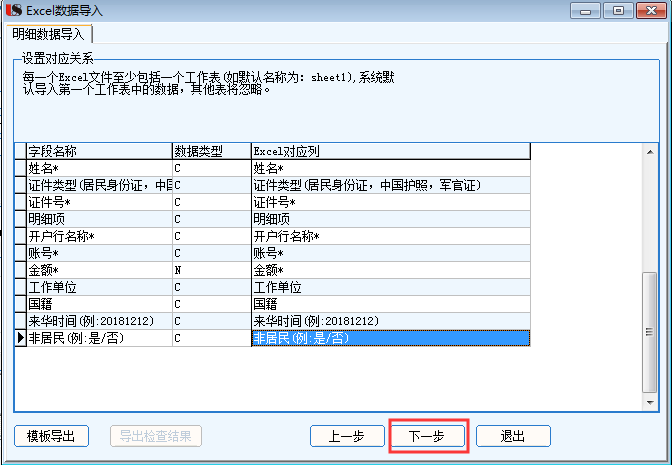 Excel数据导入
明细数据导入
设置对应关系
每一个Excel文件至少包括一个工作表(如默认名称为: sheet1),系统默
认导入第一个工作表中的数据，其他表将忽略。
字段名称 数据类型 Excel对应列
姓名* C 姓名*
证件类型(居民身份证，中国 C 证件类型(居民身份证，中国护照，军官证)
证件号* C 证件号*
明细项 C 明细项
开户行名称* C 开户行名称*
账号* C 账号*
金额* N 金额*
工作单位 C 工作单位
国籍 C 国籍
来华时间(例:20181212) C 来华时间(例:20181212)
非居民(例:是/否) C 非居民(例:是/否)
模板导出 导出检查结果 上一步 下一步 退出